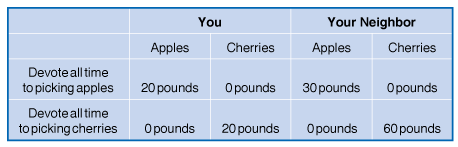 You Your Neighbor
Apples Cherries Apples Cherries
Devote all time
to picking apples 20 pounds 0 pounds 30 pounds 0 pounds
Devote all time
to picking cherries 0 pounds 20 pounds 0 pounds 60 pounds